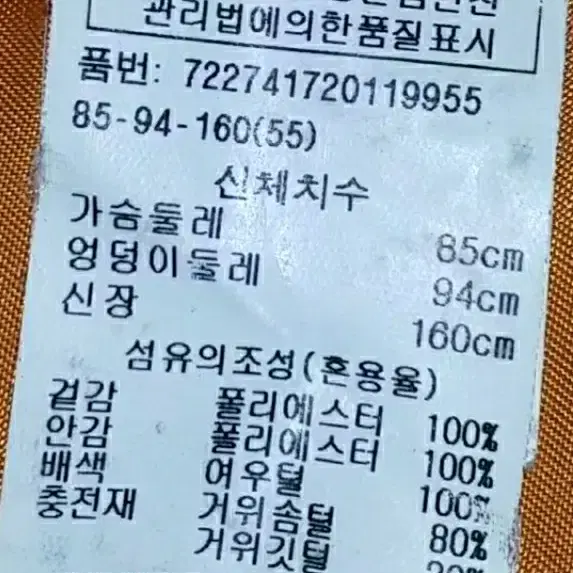 관리법에의한품질표시
품번: 722741720119955
85-94-160(55)
신체치수
가슴둘레 85cm
엉덩이둘레 94cm
신장 160cm
섬유의조성(혼용율)
겉감 폴리에스터 100%
안감 폴리에스터 100%
배색 여우털 100%
충전재 거위솜털 80%
거위깃털 20%